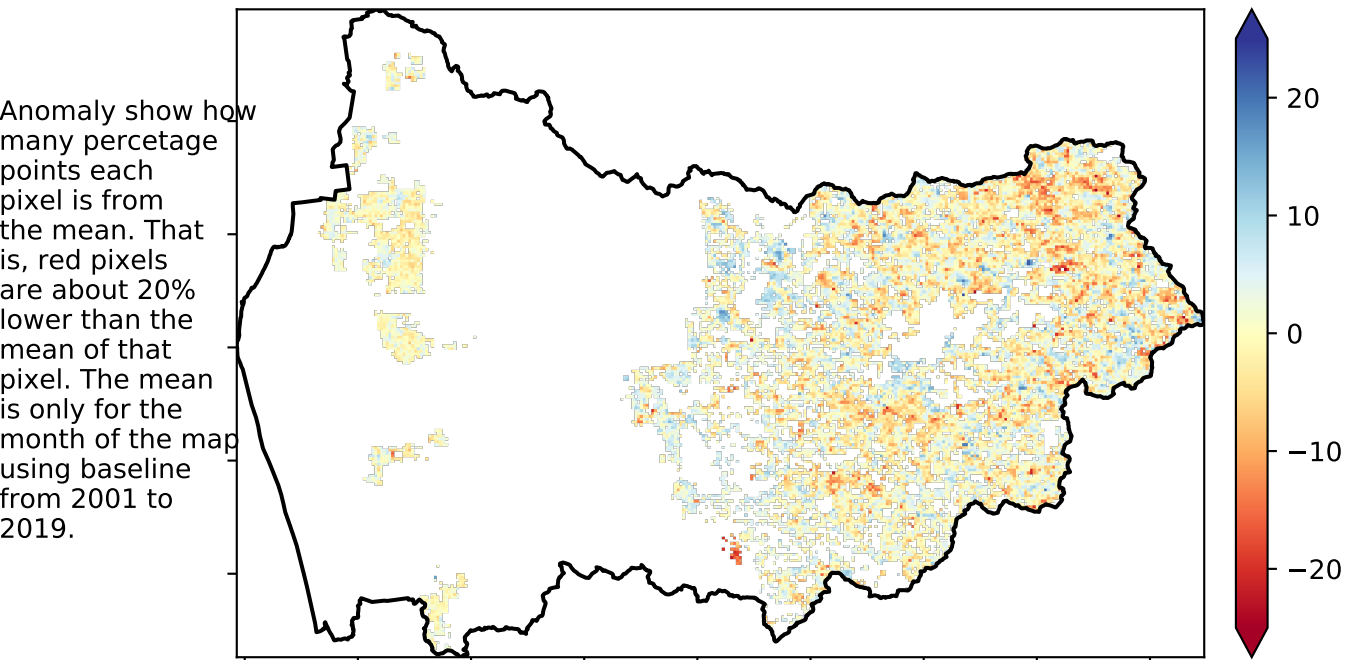 Anomaly show how
many percetage
points each
pixel is from
the mean. That
is, red pixels
are about 20%
lower than the
mean of that
pixel. The mean
is only for the
month of the map
using baseline
from 2001 to
2019.
20
10
0
−10
−20